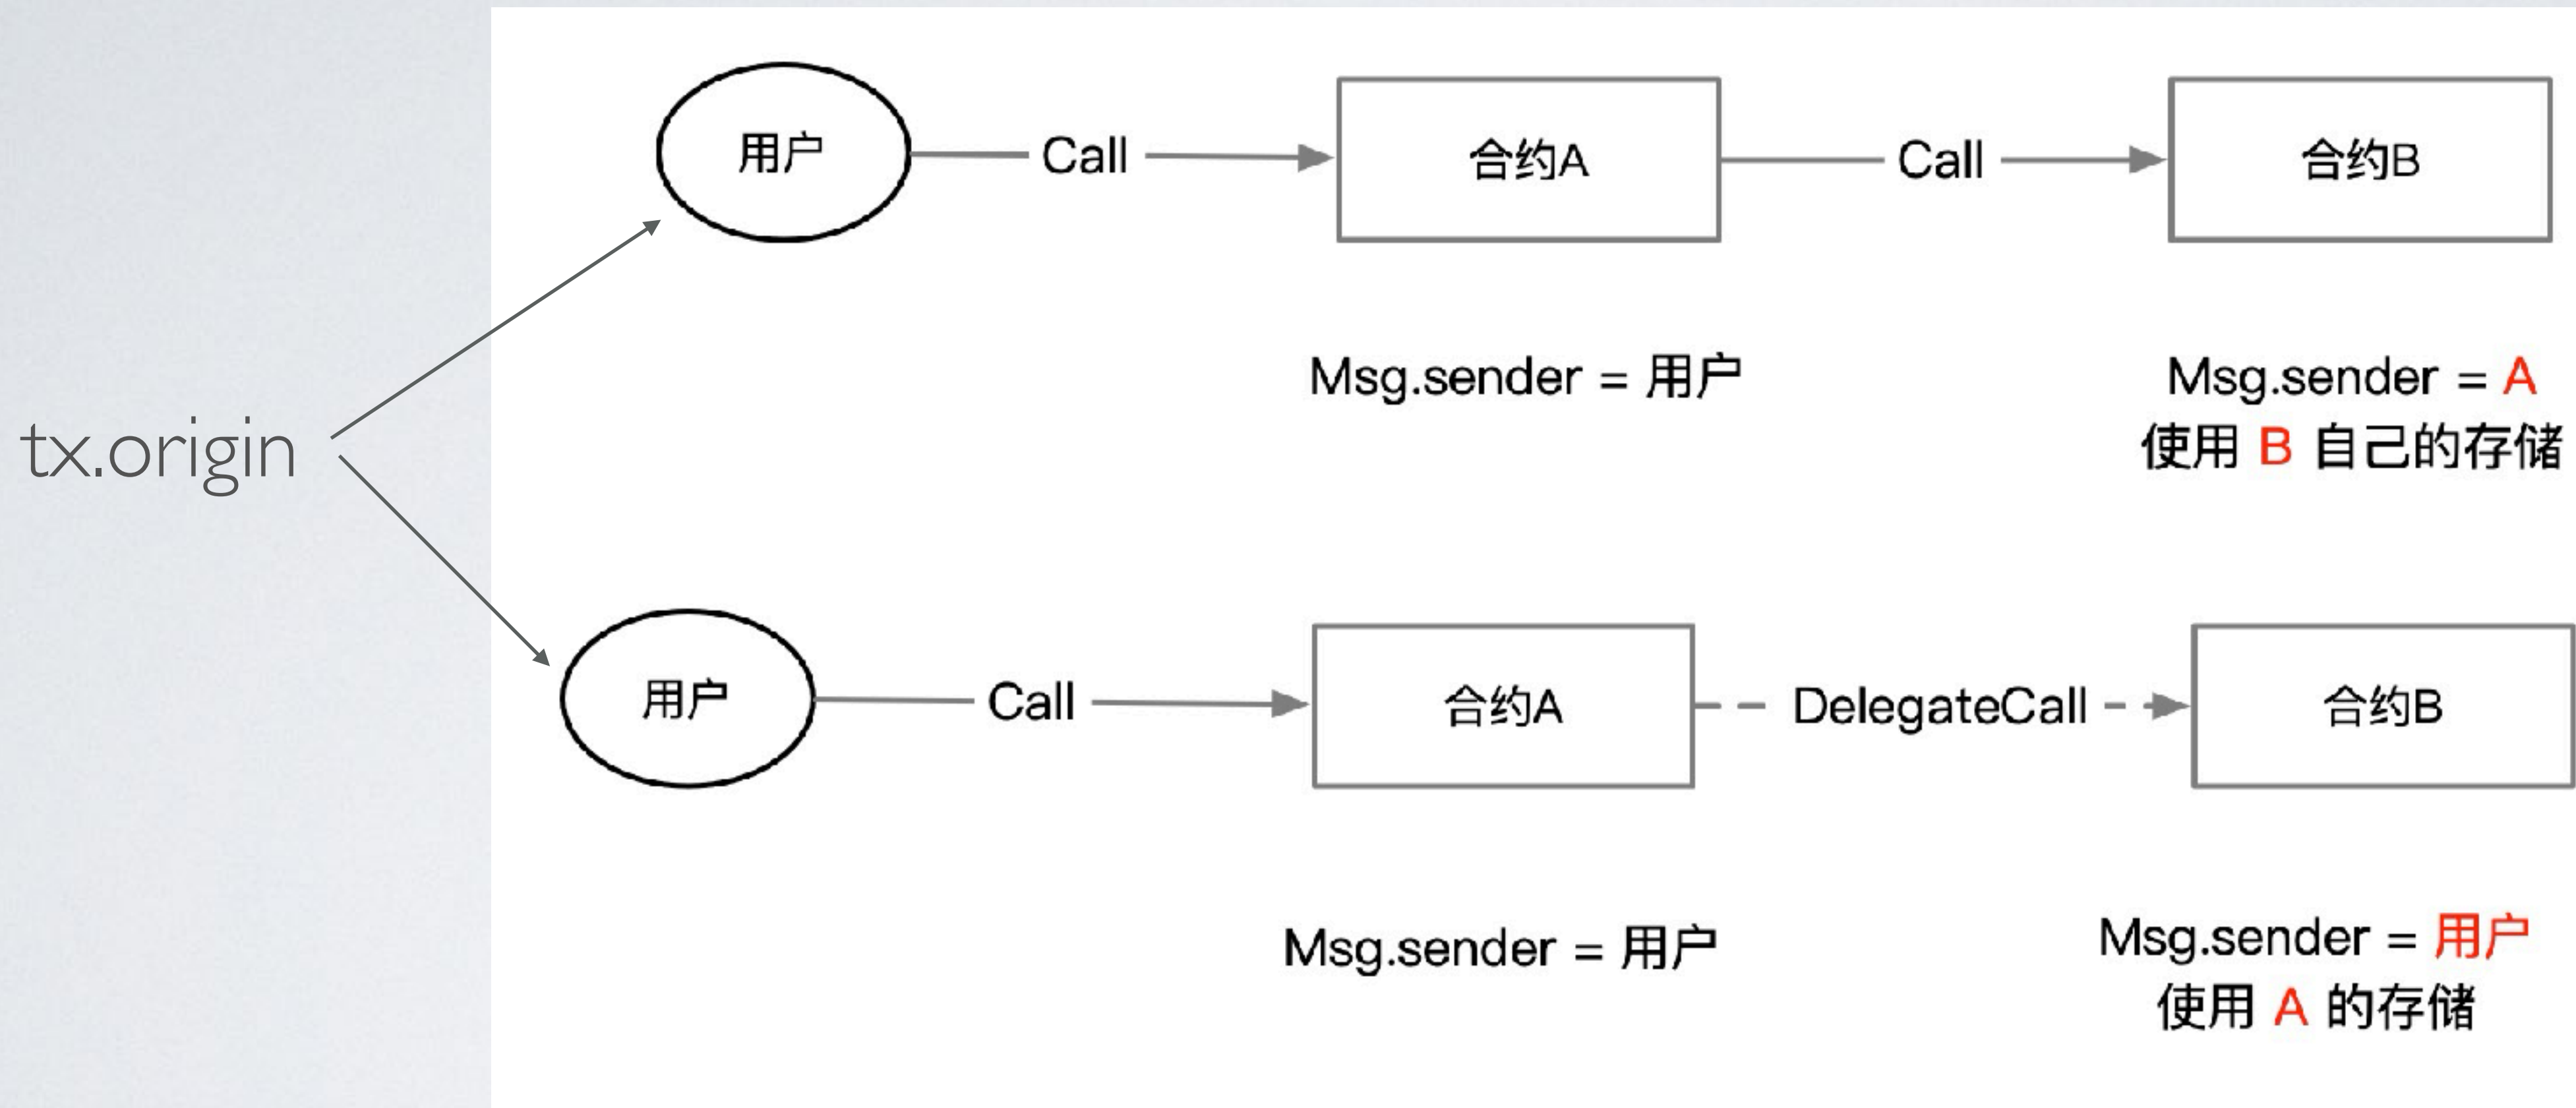 用户
Call
合约A
Call
合约B
Msg.sender = 用户
Msg.sender = A
使用 B 自己的存储
tx.origin
用户
Call
合约A
DelegateCall
合约B
Msg.sender = 用户
Msg.sender = 用户
使用 A 的存储